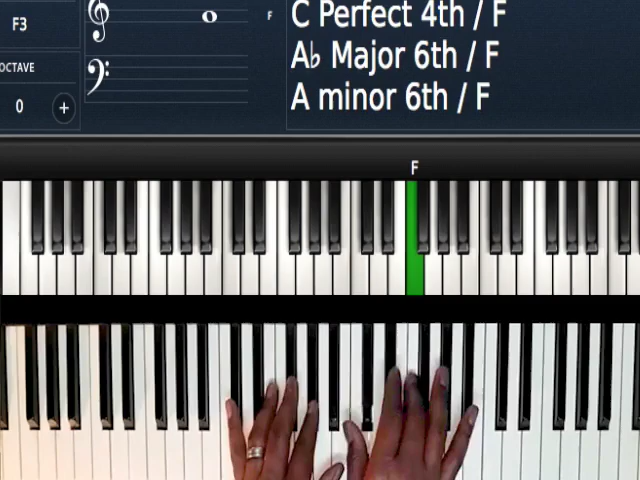 F3
OCTAVE
0
+
F
C Perfect 4th / F
A♭ Major 6th / F
A minor 6th / F
F